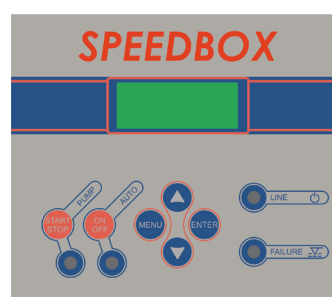 SPEEDBOX
PUMP
AUTO
START
STOP
ON
OFF
MENU
ENTER
LINE
FAILURE